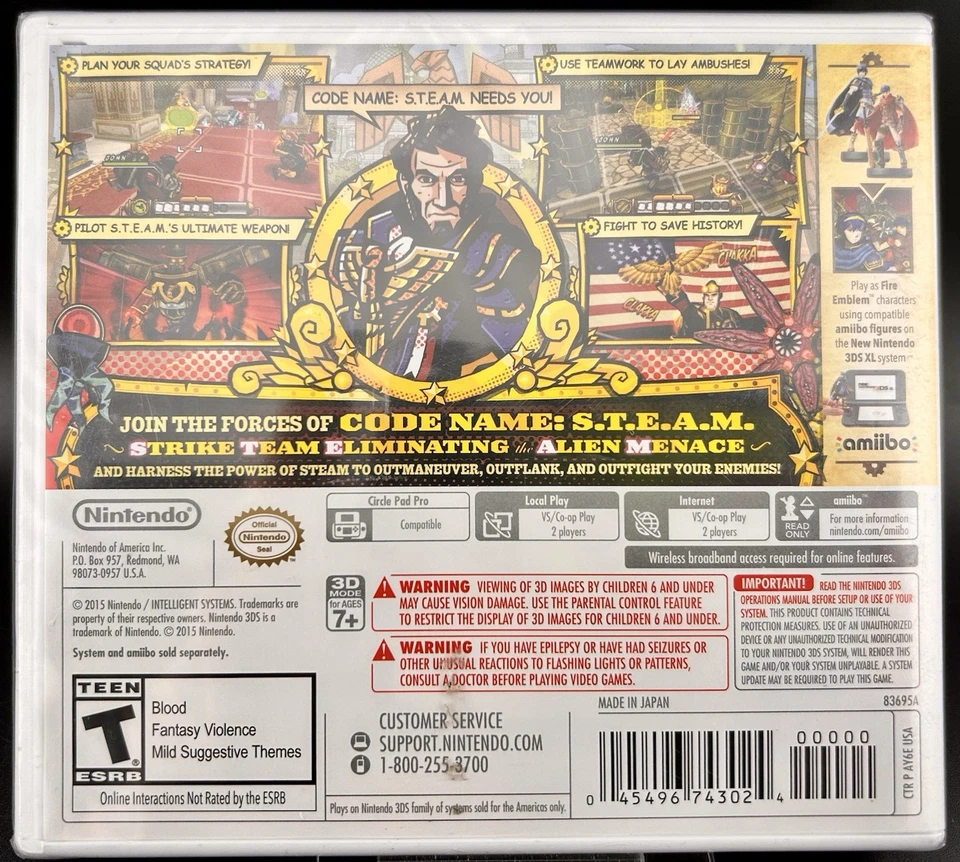 PLAN YOUR SQUAD'S STRATEGY!
USE TEAMWORK TO LAY AMBUSHES!
CODE NAME: S.T.E.A.M. NEEDS YOU!
JOHN
JOHN
PILOT S.T.E.A.M.'S ULTIMATE WEAPON!
FIGHT TO SAVE HISTORY!
CLAKKA
CLAKKA
Play as Fire
Emblem™ characters
using compatible
amiibo figures on
the New Nintendo
3DS XL system
amiibo
JOIN THE FORCES OF CODE NAME: S.T.E.A.M.
STRIKE TEAM ELIMINATING the ALIEN MENACE
AND HARNESS THE POWER OF STEAM TO OUTMANEUVER, OUTFLANK, AND OUTFIGHT YOUR ENEMIES!
Nintendo®
Official
Nintendo
Seal
Nintendo of America Inc.
P.O. Box 957, Redmond, WA
98073-0957 U.S.A.
Circle Pad Pro
Compatible
Local Play
VS/Co-op Play
2 players
Internet
VS/Co-op Play
2 players
READ
ONLY
amiibo™
For more information
nintendo.com/amiibo
Wireless broadband access required for online features.
© 2015 Nintendo / INTELLIGENT SYSTEMS. Trademarks are
property of their respective owners. Nintendo 3DS is a
trademark of Nintendo. © 2015 Nintendo.
System and amiibo sold separately.
3D
MODE
for AGES
7+
WARNING VIEWING OF 3D IMAGES BY CHILDREN 6 AND UNDER
MAY CAUSE VISION DAMAGE. USE THE PARENTAL CONTROL FEATURE
TO RESTRICT THE DISPLAY OF 3D IMAGES FOR CHILDREN 6 AND UNDER.
WARNING IF YOU HAVE EPILEPSY OR HAVE HAD SEIZURES OR
OTHER UNUSUAL REACTIONS TO FLASHING LIGHTS OR PATTERNS,
CONSULT A DOCTOR BEFORE PLAYING VIDEO GAMES.
IMPORTANT! READ THE NINTENDO 3DS
OPERATIONS MANUAL BEFORE SETUP OR USE OF YOUR
SYSTEM. THIS PRODUCT CONTAINS TECHNICAL
PROTECTION MEASURES. USE OF AN UNAUTHORIZED
DEVICE OR ANY UNAUTHORIZED TECHNICAL MODIFICATION
TO YOUR NINTENDO 3DS SYSTEM, WILL RENDER THIS
GAME AND/OR YOUR SYSTEM UNPLAYABLE. A SYSTEM
UPDATE MAY BE REQUIRED TO PLAY THIS GAME.
TEEN
T
ESRB
Blood
Fantasy Violence
Mild Suggestive Themes
Online Interactions Not Rated by the ESRB
CUSTOMER SERVICE
SUPPORT.NINTENDO.COM
1-800-255-3700
Plays on Nintendo 3DS family of systems sold for the Americas only.
MADE IN JAPAN
83695A
0 45496 74302 4
00000
CTR P AY6E USA